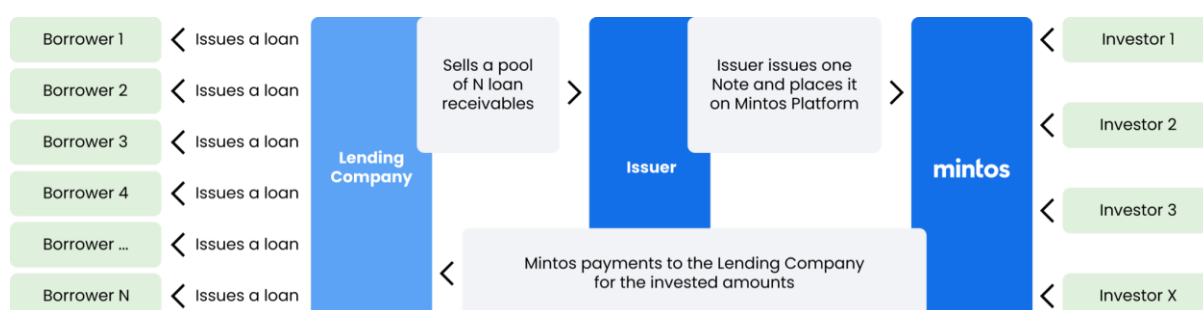 Borrower 1
Issues a loan
Borrower 2
Issues a loan
Borrower 3
Issues a loan
Borrower 4
Issues a loan
Borrower ...
Issues a loan
Borrower N
Issues a loan
Lending
Company
Sells a pool
of N loan
receivables
Issuer
Issuer issues one
Note and places it
on Mintos Platform
mintos
Mintos payments to the Lending Company
for the invested amounts
Investor 1
Investor 2
Investor 3
Investor X